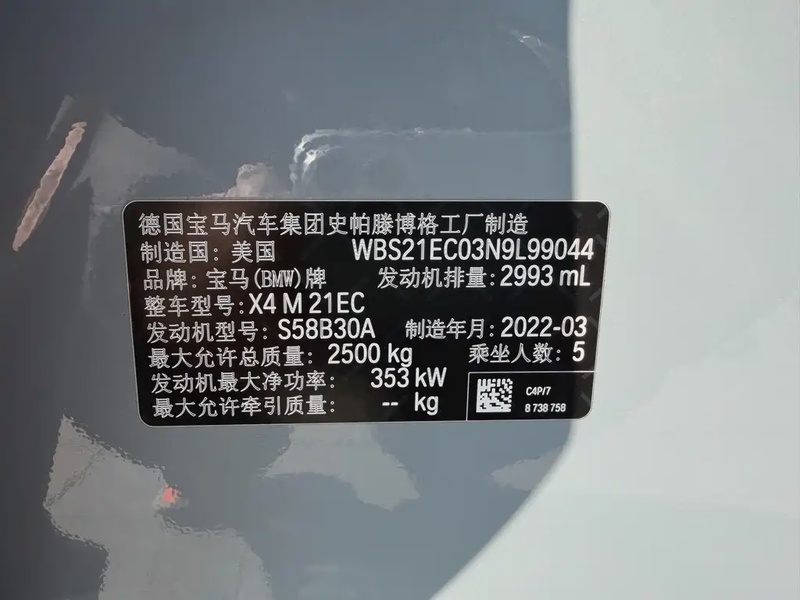 德国宝马汽车集团史帕滕博格工厂制造
制造国: 美国 WBS21EC03N9L99044
品牌: 宝马(BMW)牌 发动机排量: 2993 mL
整车型号: X4 M 21EC
发动机型号: S58B30A 制造年月: 2022-03
最大允许总质量: 2500 kg 乘坐人数: 5
发动机最大净功率: 353 kW
最大允许牵引质量: -- kg
C4P/7
8 738 758